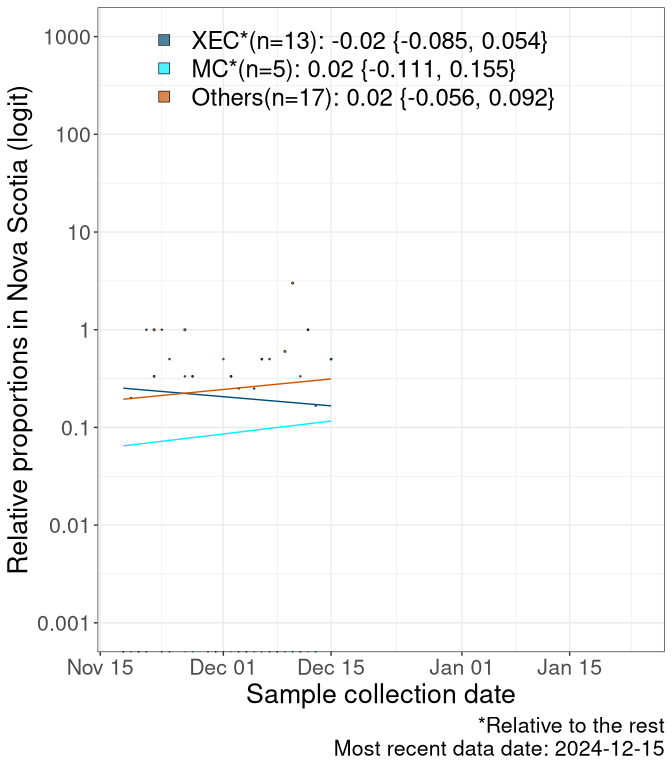 XEC*(n=13): -0.02 {-0.085, 0.054}
MC*(n=5): 0.02 {-0.111, 0.155}
Others(n=17): 0.02 {-0.056, 0.092}
Relative proportions in Nova Scotia (logit)
1000
100
10
1
0.1
0.01
0.001
Nov 15 Dec 01 Dec 15 Jan 01 Jan 15
Sample collection date
*Relative to the rest
Most recent data date: 2024-12-15